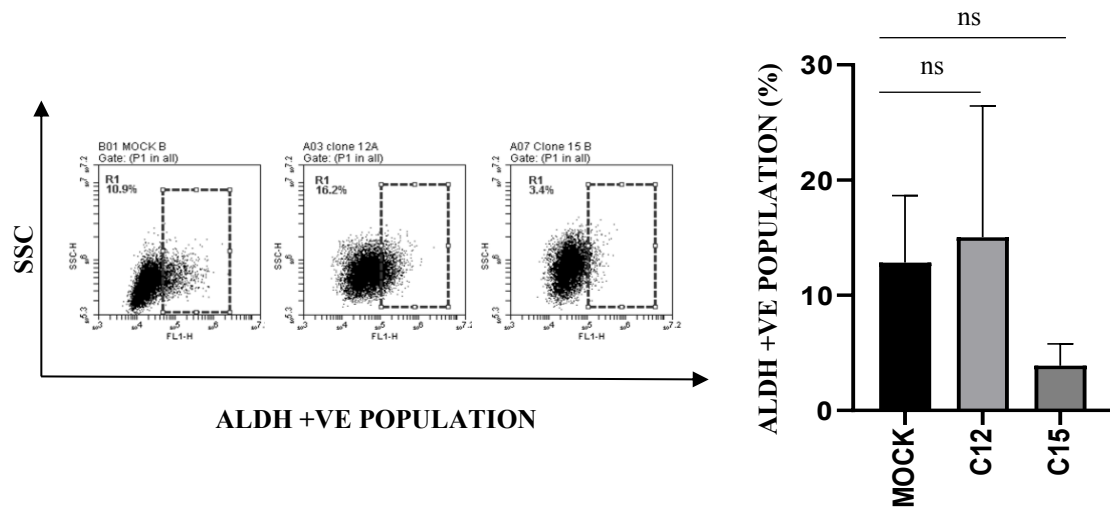 SSC
B01 MOCK B
Gate: (P1 in all)
R1
10.9%
SSC-H
FL1-H
A03 clone 12A
Gate: (P1 in all)
R1
16.2%
SSC-H
FL1-H
A07 Clone 15 B
Gate: (P1 in all)
R1
3.4%
SSC-H
FL1-H
ALDH +VE POPULATION
ns
ns
ALDH +VE POPULATION (%)
30
20
10
0
MOCK
C12
C15